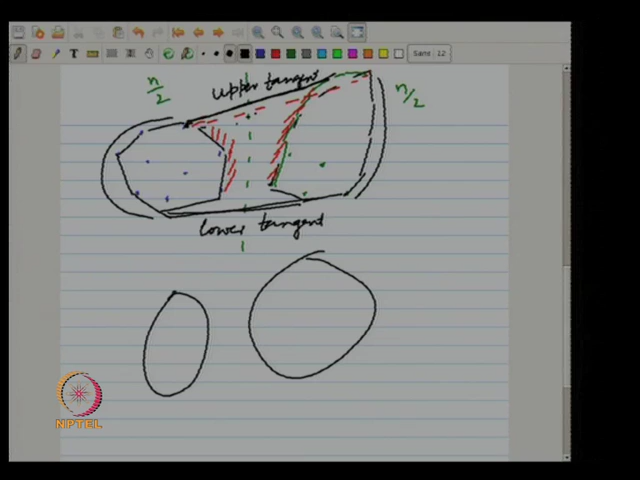 Sans 12
n/2
upper tangent
n/2
lower tangent
NPTEL